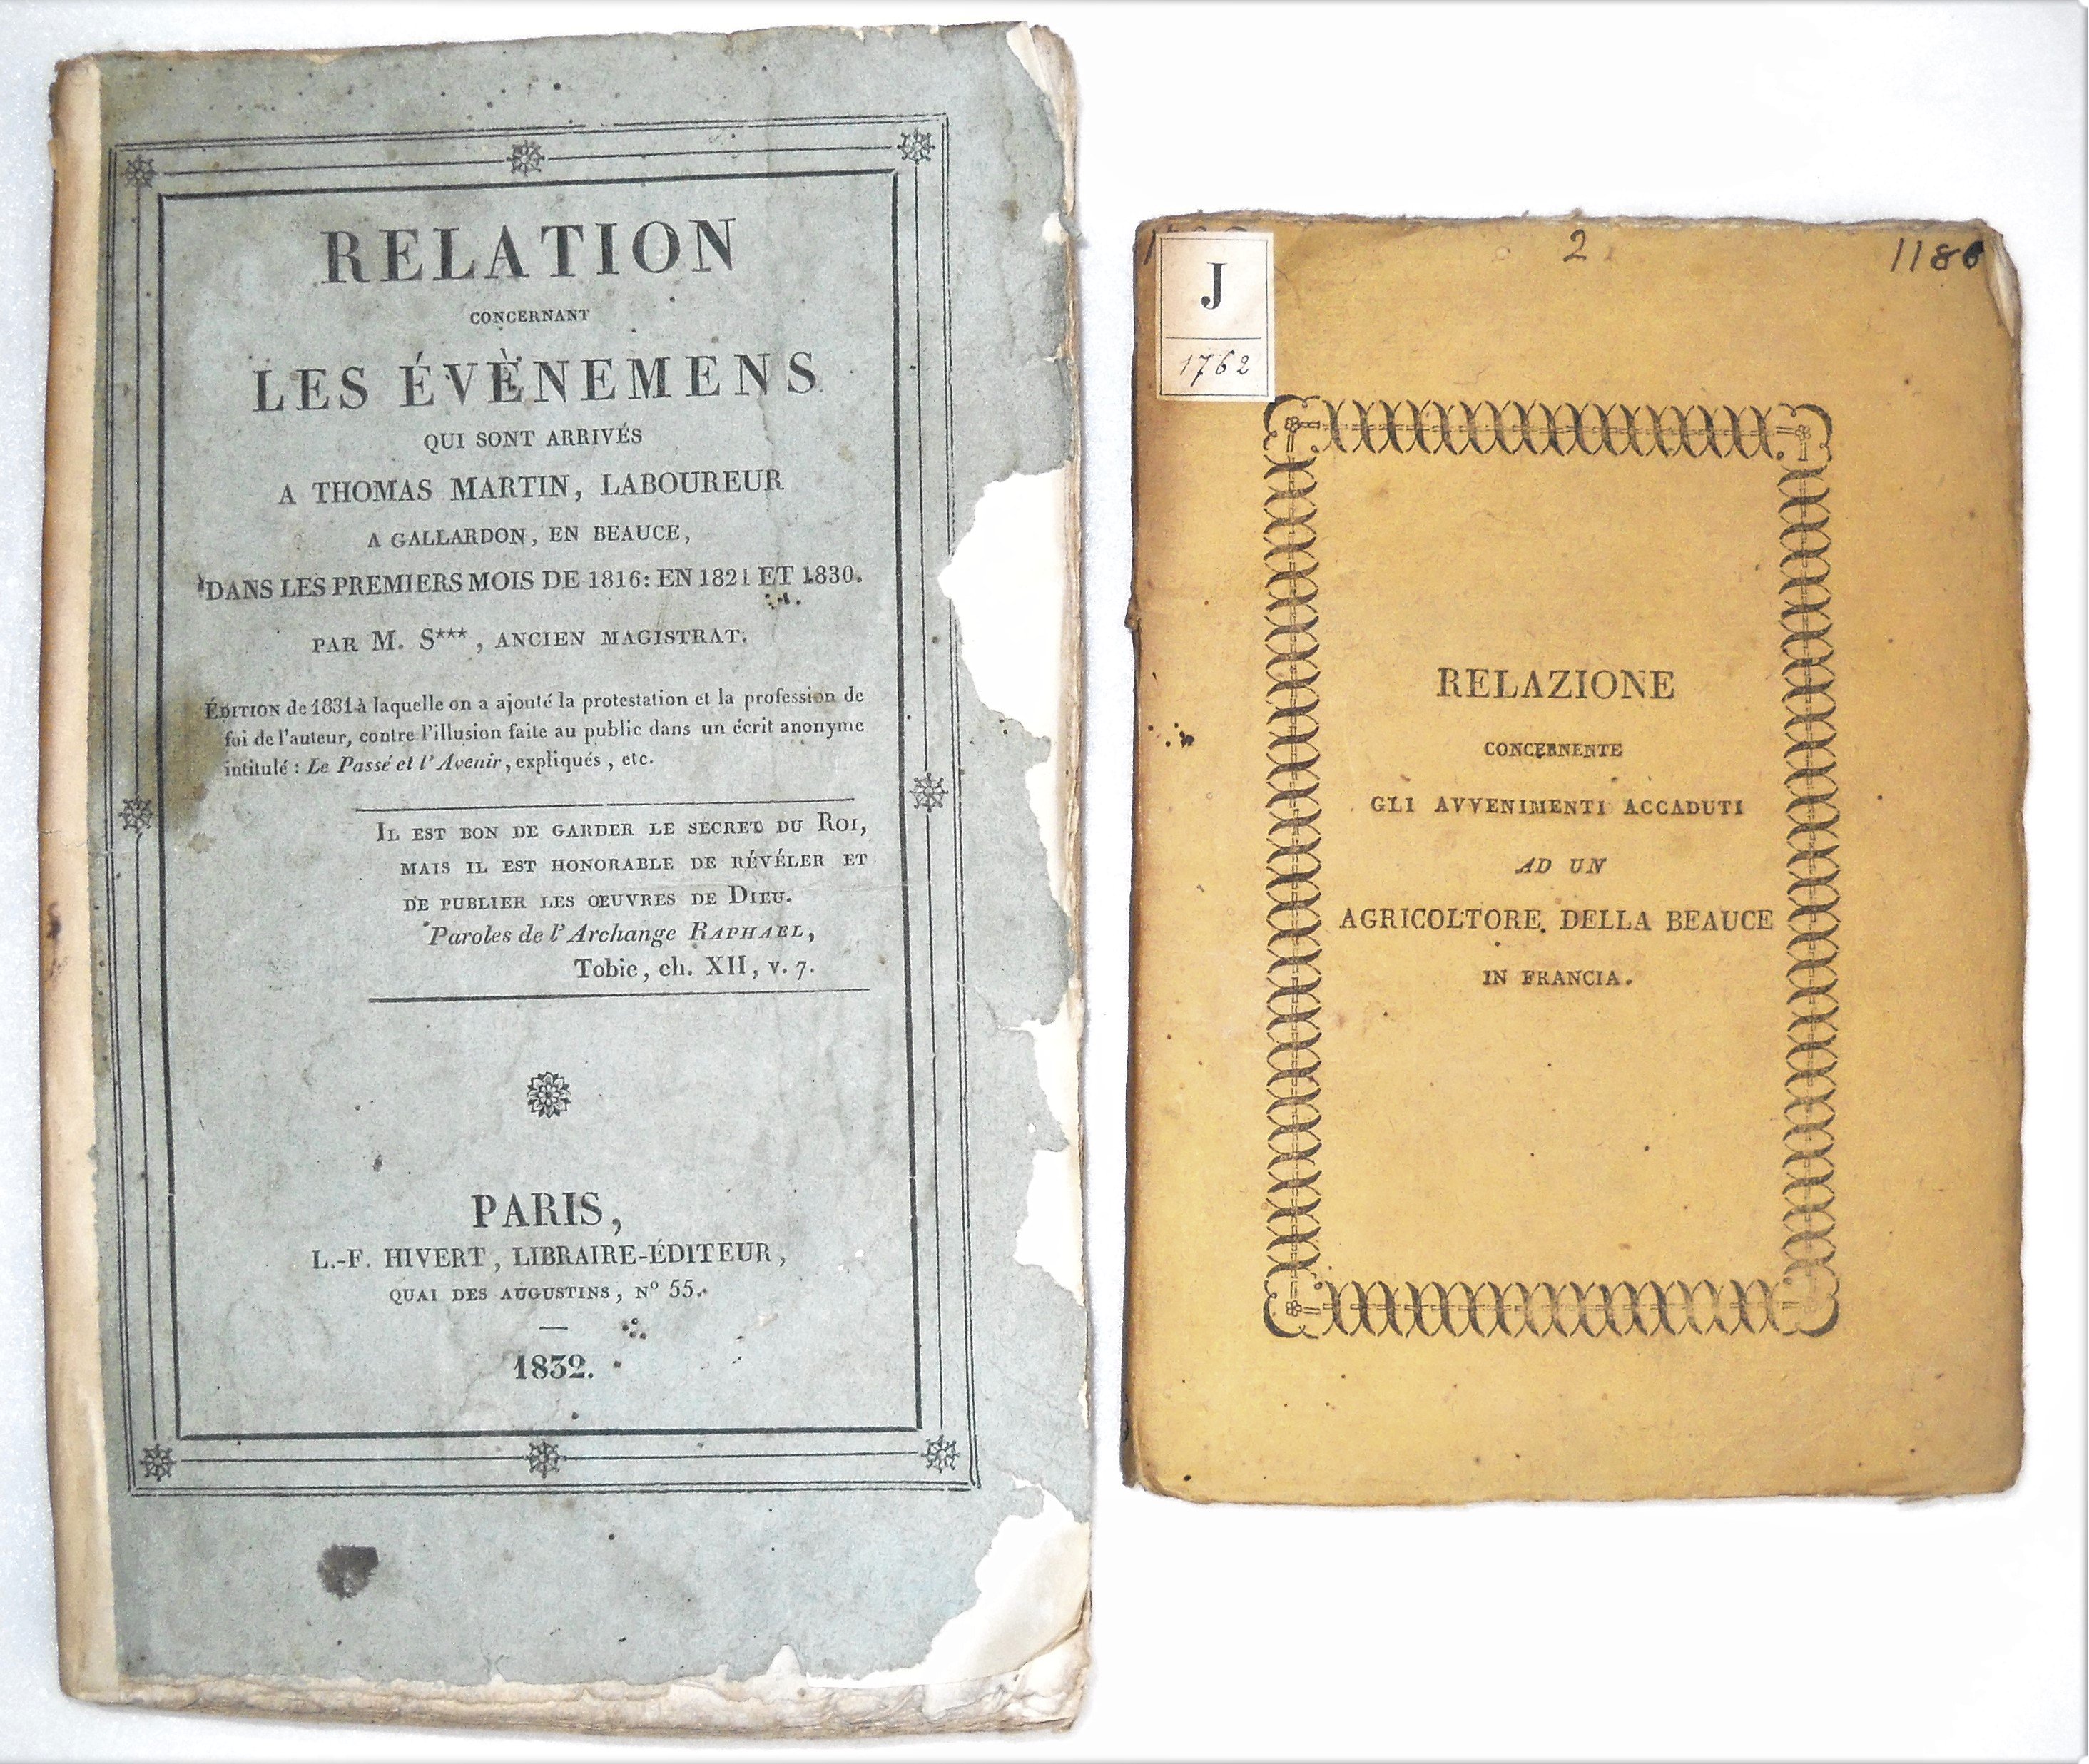 RELATION
CONCERNANT
LES ÉVÈNEMENS
QUI SONT ARRIVÉS
A THOMAS MARTIN, LABOUREUR
A GALLARDON, EN BEAUCE,
DANS LES PREMIERS MOIS DE 1816: EN 1821 ET 1830.
PAR M. S***, ANCIEN MAGISTRAT.
ÉDITION de 1831 à laquelle on a ajouté la protestation et la profession de
foi de l'auteur, contre l'illusion faite au public dans un écrit anonyme
intitulé : Le Passé et l'Avenir, expliqués, etc.
IL EST BON DE GARDER LE SECRET DU ROI,
MAIS IL EST HONORABLE DE RÉVÉLER ET
DE PUBLIER LES ŒUVRES DE DIEU.
Paroles de l'Archange RAPHAEL,
Tobie, ch. XII, v. 7.
PARIS,
L.-F. HIVERT, LIBRAIRE-ÉDITEUR,
QUAI DES AUGUSTINS, N° 55.
1832.
J
1762
2
1188
RELAZIONE
CONCERNENTE
GLI AVVENIMENTI ACCADUTI
AD UN
AGRICOLTORE DELLA BEAUCE
IN FRANCIA.